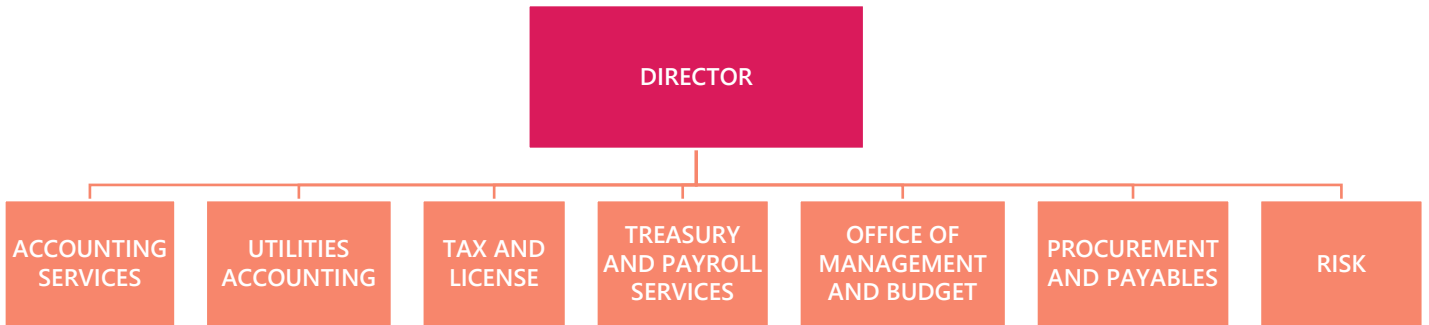 DIRECTOR
ACCOUNTING
SERVICES
UTILITIES
ACCOUNTING
TAX AND
LICENSE
TREASURY
AND PAYROLL
SERVICES
OFFICE OF
MANAGEMENT
AND BUDGET
PROCUREMENT
AND PAYABLES
RISK